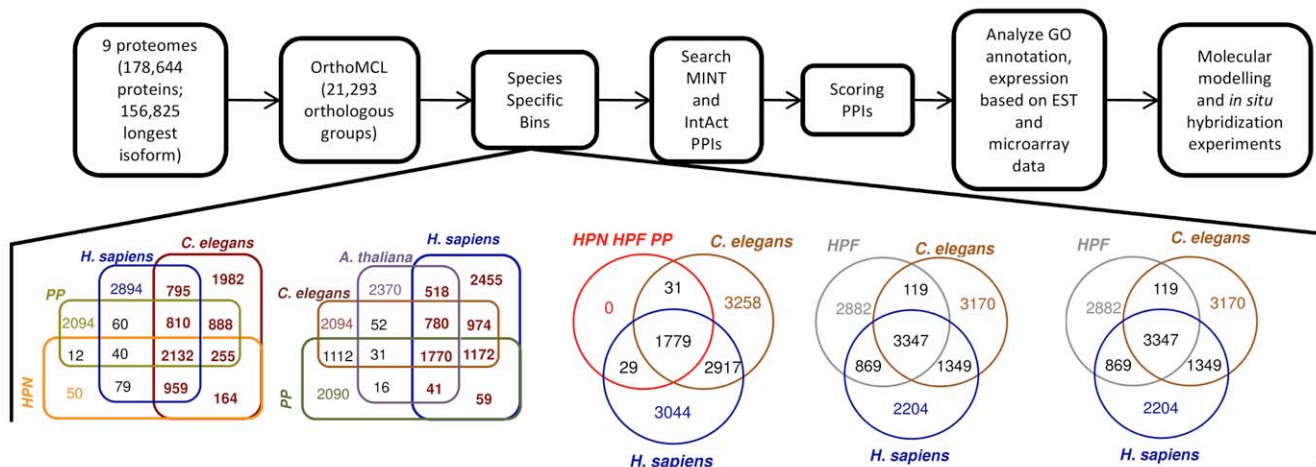 9 proteomes
(178,644
proteins;
156,825
longest
isoform)
OrthoMCL
(21,293
orthologous
groups)
Species
Specific
Bins
Search
MINT
and
IntAct
PPIs
Scoring
PPIs
Analyze GO
annotation,
expression
based on EST
and
microarray
data
Molecular
modelling
and in situ
hybridization
experiments
C. elegans
H. sapiens
1982
2894
795
PP
2094
60
810
888
12
40
2132
255
HPN
50
79
959
164
H. sapiens
A. thaliana
2455
2370
518
C. elegans
2094
52
780
974
1112
31
1770
1172
PP
2090
16
41
59
HPN HPF PP
C. elegans
31
0
3258
1779
29
2917
3044
H. sapiens
HPF
C. elegans
119
2882
3170
3347
869
1349
2204
H. sapiens
HPF
C. elegans
119
2882
3170
3347
869
1349
2204
H. sapiens